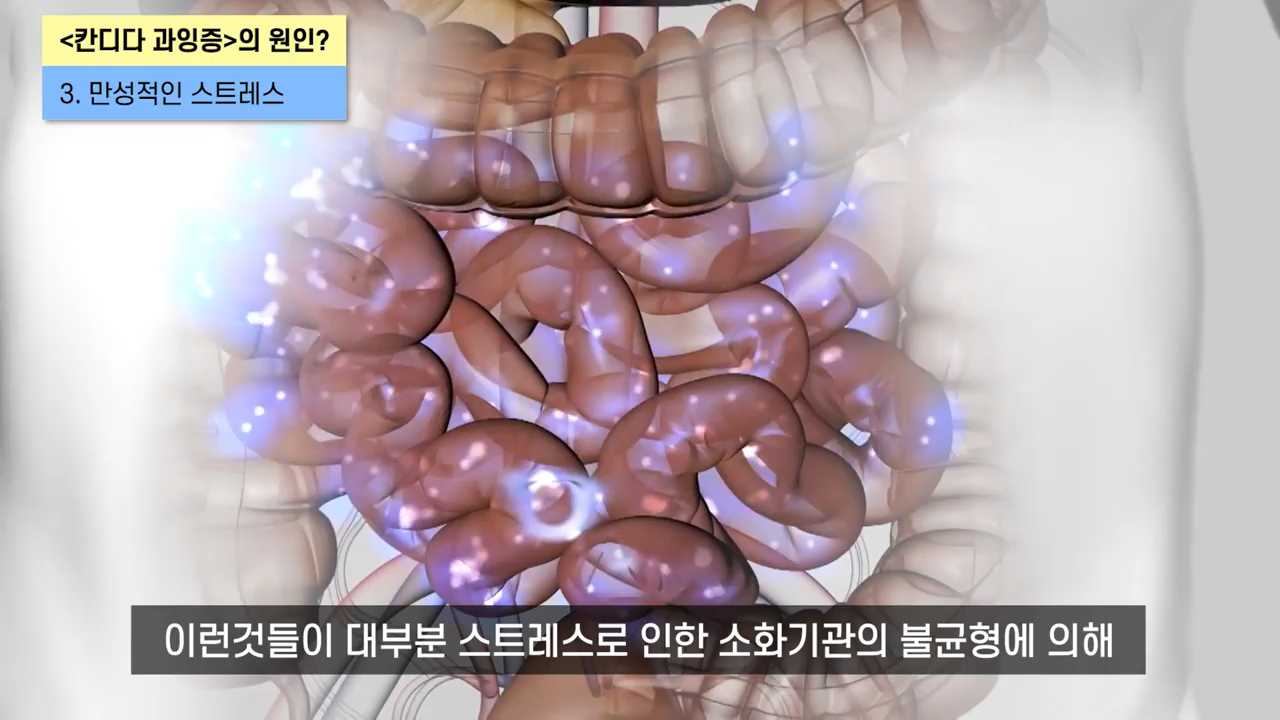 <칸디다 과잉증>의 원인?
3. 만성적인 스트레스
이런것들이 대부분 스트레스로 인한 소화기관의 불균형에 의해